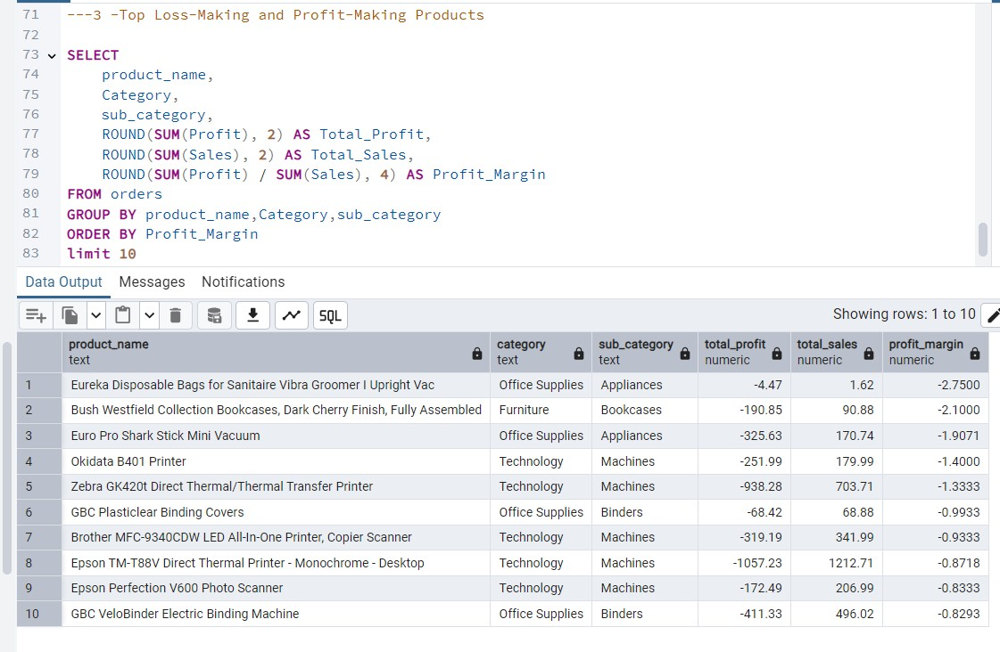 71 ---3 -Top Loss-Making and Profit-Making Products
72
73 SELECT
74 product_name,
75 Category,
76 sub_category,
77 ROUND(SUM(Profit), 2) AS Total_Profit,
78 ROUND(SUM(Sales), 2) AS Total_Sales,
79 ROUND(SUM(Profit) / SUM(Sales), 4) AS Profit_Margin
80 FROM orders
81 GROUP BY product_name,Category,sub_category
82 ORDER BY Profit_Margin
83 limit 10
Data Output Messages Notifications
SQL Showing rows: 1 to 10
product_name category sub_category total_profit total_sales profit_margin
text text text numeric numeric numeric
1 Eureka Disposable Bags for Sanitaire Vibra Groomer I Upright Vac Office Supplies Appliances -4.47 1.62 -2.7500
2 Bush Westfield Collection Bookcases, Dark Cherry Finish, Fully Assembled Furniture Bookcases -190.85 90.88 -2.1000
3 Euro Pro Shark Stick Mini Vacuum Office Supplies Appliances -325.63 170.74 -1.9071
4 Okidata B401 Printer Technology Machines -251.99 179.99 -1.4000
5 Zebra GK420t Direct Thermal/Thermal Transfer Printer Technology Machines -938.28 703.71 -1.3333
6 GBC Plasticlear Binding Covers Office Supplies Binders -68.42 68.88 -0.9933
7 Brother MFC-9340CDW LED All-In-One Printer, Copier Scanner Technology Machines -319.19 341.99 -0.9333
8 Epson TM-T88V Direct Thermal Printer - Monochrome - Desktop Technology Machines -1057.23 1212.71 -0.8718
9 Epson Perfection V600 Photo Scanner Technology Machines -172.49 206.99 -0.8333
10 GBC VeloBinder Electric Binding Machine Office Supplies Binders -411.33 496.02 -0.8293